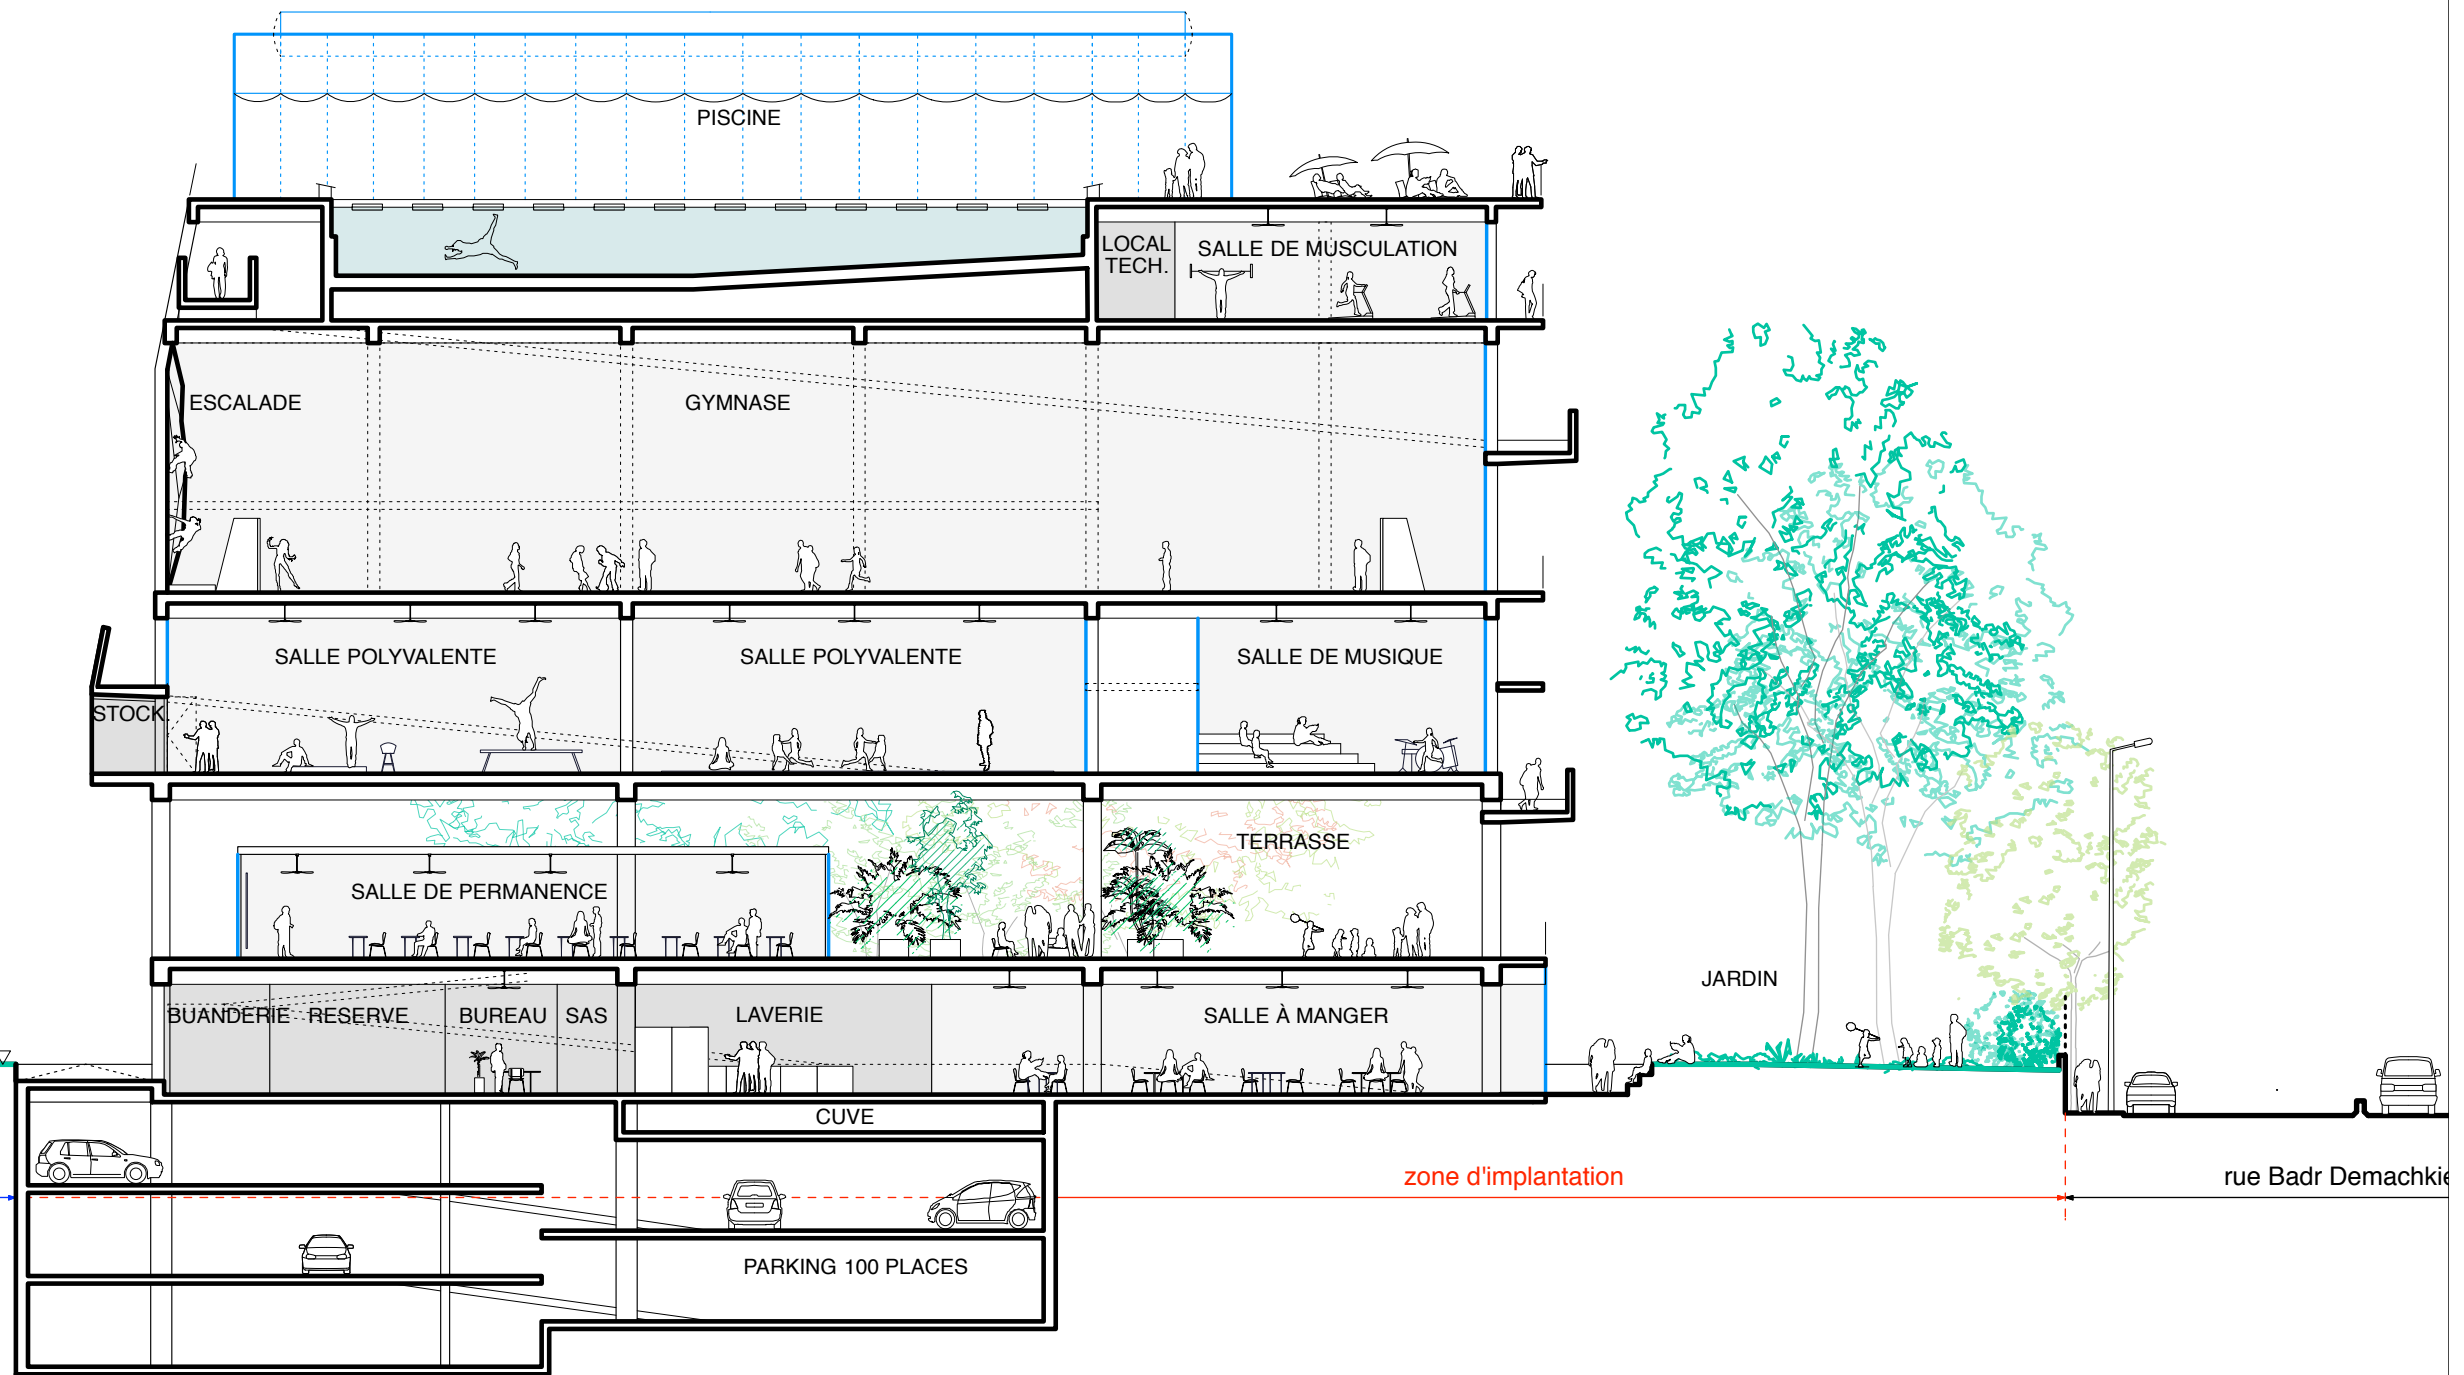 PISCINE
LOCAL
TECH.
SALLE DE MUSCULATION
ESCALADE
GYMNASE
SALLE POLYVALENTE
SALLE POLYVALENTE
SALLE DE MUSIQUE
STOCK
TERRASSE
SALLE DE PERMANENCE
JARDIN
BUANDERIE
RESERVE
BUREAU
SAS
LAVERIE
SALLE À MANGER
CUVE
zone d'implantation
rue Badr Demachkie
PARKING 100 PLACES